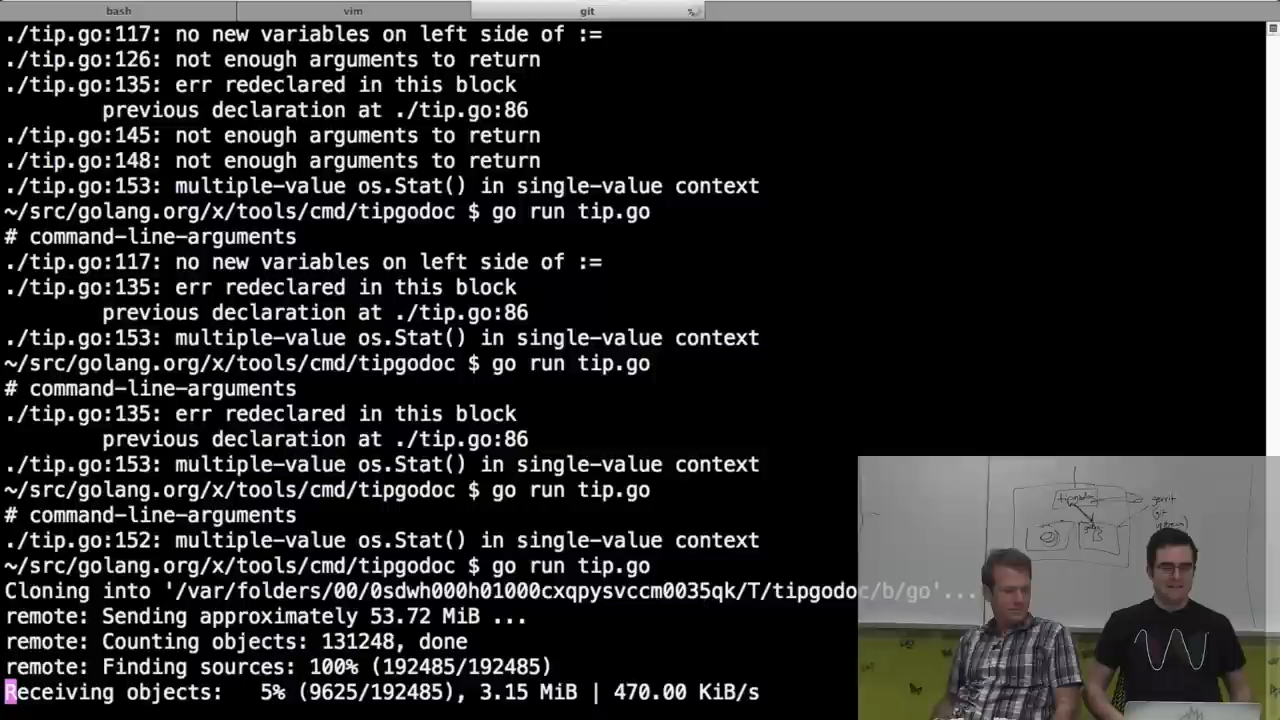 bash vim git
./tip.go:117: no new variables on left side of :=
./tip.go:126: not enough arguments to return
./tip.go:135: err redeclared in this block
previous declaration at ./tip.go:86
./tip.go:145: not enough arguments to return
./tip.go:148: not enough arguments to return
./tip.go:153: multiple-value os.Stat() in single-value context
~/src/golang.org/x/tools/cmd/tipgodoc $ go run tip.go
# command-line-arguments
./tip.go:117: no new variables on left side of :=
./tip.go:135: err redeclared in this block
previous declaration at ./tip.go:86
./tip.go:153: multiple-value os.Stat() in single-value context
~/src/golang.org/x/tools/cmd/tipgodoc $ go run tip.go
# command-line-arguments
./tip.go:135: err redeclared in this block
previous declaration at ./tip.go:86
./tip.go:153: multiple-value os.Stat() in single-value context
~/src/golang.org/x/tools/cmd/tipgodoc $ go run tip.go
# command-line-arguments
./tip.go:152: multiple-value os.Stat() in single-value context
~/src/golang.org/x/tools/cmd/tipgodoc $ go run tip.go
Cloning into '/var/folders/00/0sdwh000h01000cxqpysvccm0035qk/T/tipgodoc/b/go'...
remote: Sending approximately 53.72 MiB ...
remote: Counting objects: 131248, done
remote: Finding sources: 100% (192485/192485)
Receiving objects:   5% (9625/192485), 3.15 MiB | 470.00 KiB/s